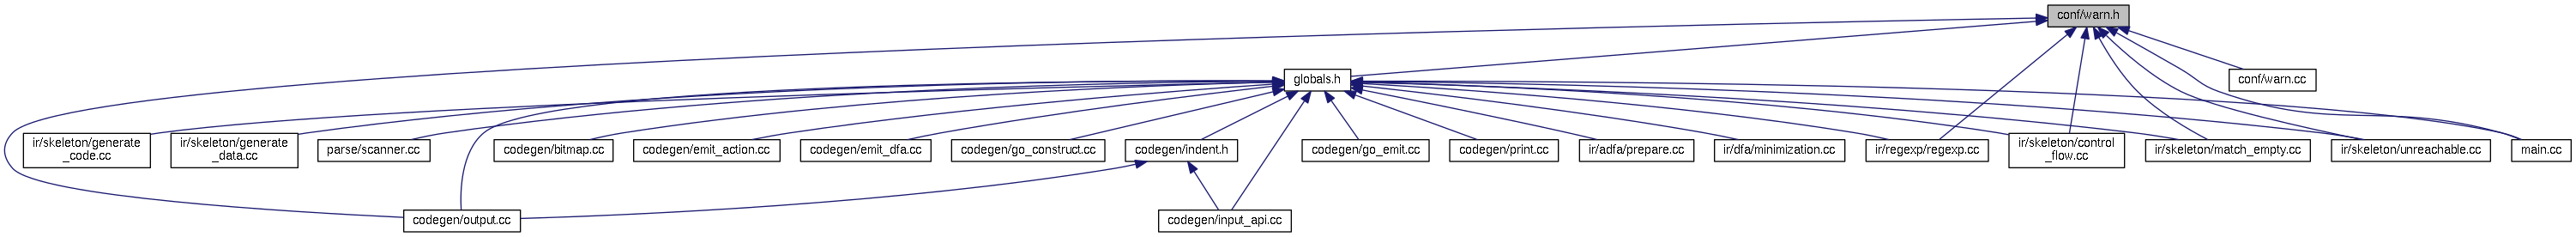 conf/warn.h
globals.h
conf/warn.cc
ir/skeleton/generate
_code.cc
ir/skeleton/generate
_data.cc
parse/scanner.cc
codegen/bitmap.cc
codegen/emit_action.cc
codegen/emit_dfa.cc
codegen/go_construct.cc
codegen/indent.h
codegen/go_emit.cc
codegen/print.cc
ir/adfa/prepare.cc
ir/dfa/minimization.cc
ir/regexp/regexp.cc
ir/skeleton/control
_flow.cc
ir/skeleton/match_empty.cc
ir/skeleton/unreachable.cc
main.cc
codegen/output.cc
codegen/input_api.cc